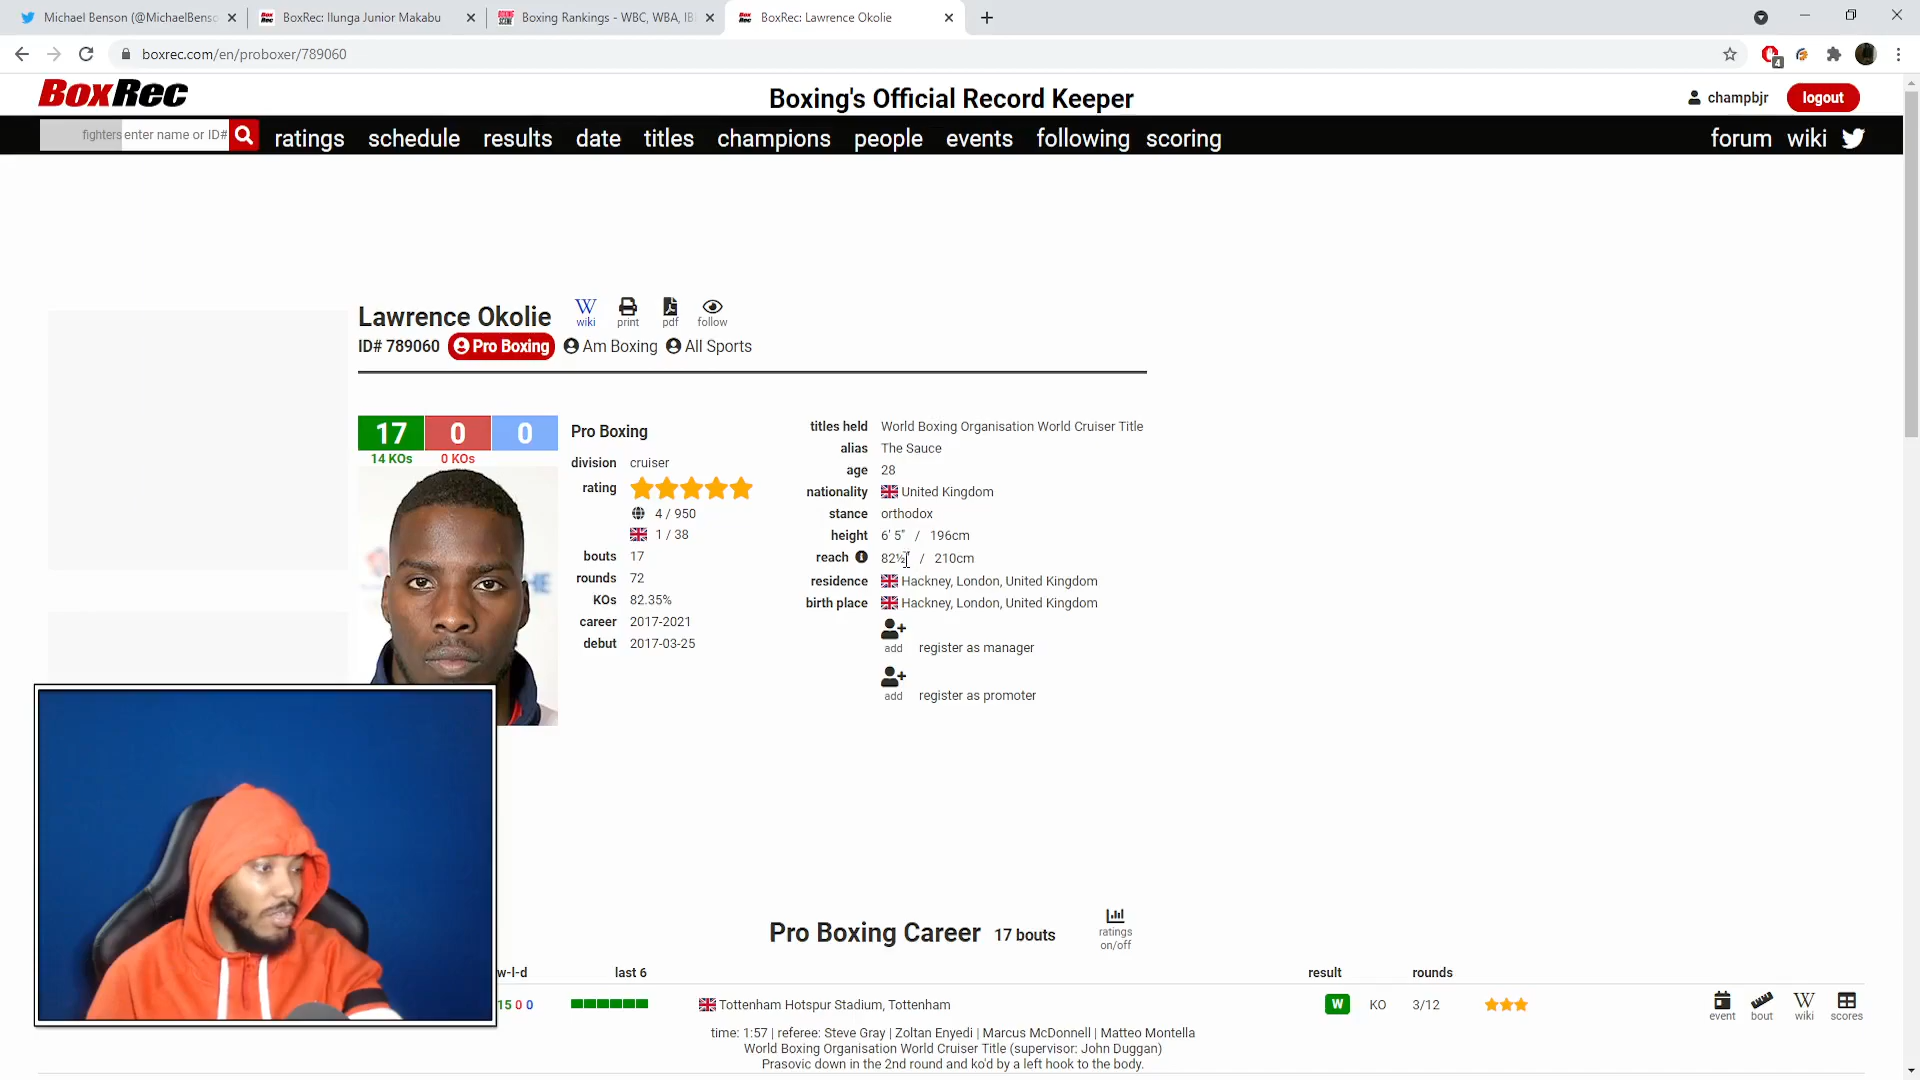 Michael Benson (@MichaelBenso
BoxRec: Ilunga Junior Makabu
Boxing Rankings - WBC, WBA, IB
BoxRec: Lawrence Okolie
boxrec.com/en/proboxer/789060
4
BoxRec
Boxing's Official Record Keeper
champbjr
logout
fighters
enter name or ID#
ratings schedule results date titles champions people events following scoring
forum wiki
Lawrence Okolie
wiki
print
pdf
follow
ID# 789060
Pro Boxing
Am Boxing
All Sports
17 0 0
14 KOs 0 KOs
Pro Boxing
division cruiser
rating
4 / 950
1 / 38
bouts 17
rounds 72
KOs 82.35%
career 2017-2021
debut 2017-03-25
titles held World Boxing Organisation World Cruiser Title
alias The Sauce
age 28
nationality United Kingdom
stance orthodox
height 6' 5" / 196cm
reach 82½" / 210cm
residence Hackney, London, United Kingdom
birth place Hackney, London, United Kingdom
add register as manager
add register as promoter
Pro Boxing Career 17 bouts
ratings
on/off
w-l-d last 6 result rounds
15 0 0 Tottenham Hotspur Stadium, Tottenham W KO 3/12
event bout wiki scores
time: 1:57 | referee: Steve Gray | Zoltan Enyedi | Marcus McDonnell | Matteo Montella
World Boxing Organisation World Cruiser Title (supervisor: John Duggan)
Prasovic down in the 2nd round and ko'd by a left hook to the body.